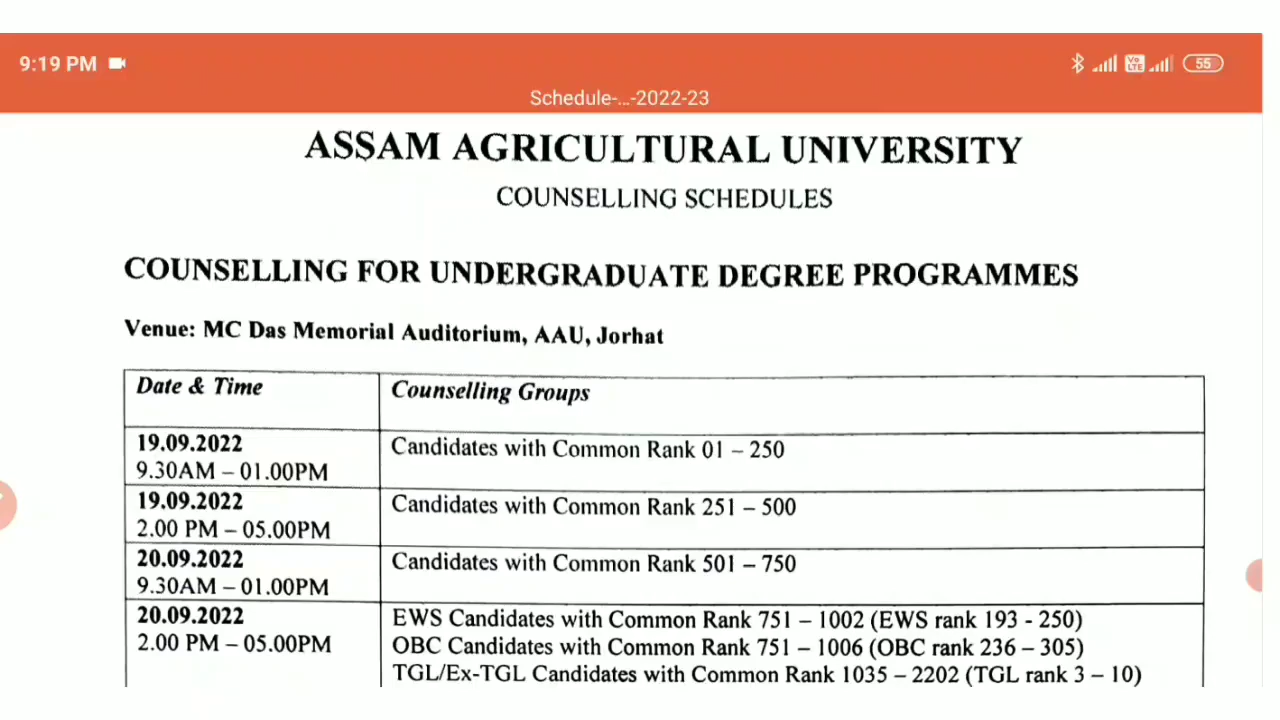 9:19 PM
55
Schedule-...-2022-23
ASSAM AGRICULTURAL UNIVERSITY
COUNSELLING SCHEDULES
COUNSELLING FOR UNDERGRADUATE DEGREE PROGRAMMES
Venue: MC Das Memorial Auditorium, AAU, Jorhat
Date & Time Counselling Groups
19.09.2022
9.30AM – 01.00PM
Candidates with Common Rank 01 – 250
19.09.2022
2.00 PM – 05.00PM
Candidates with Common Rank 251 – 500
20.09.2022
9.30AM – 01.00PM
Candidates with Common Rank 501 – 750
20.09.2022
2.00 PM – 05.00PM
EWS Candidates with Common Rank 751 – 1002 (EWS rank 193 - 250)
OBC Candidates with Common Rank 751 – 1006 (OBC rank 236 – 305)
TGL/Ex-TGL Candidates with Common Rank 1035 – 2202 (TGL rank 3 – 10)